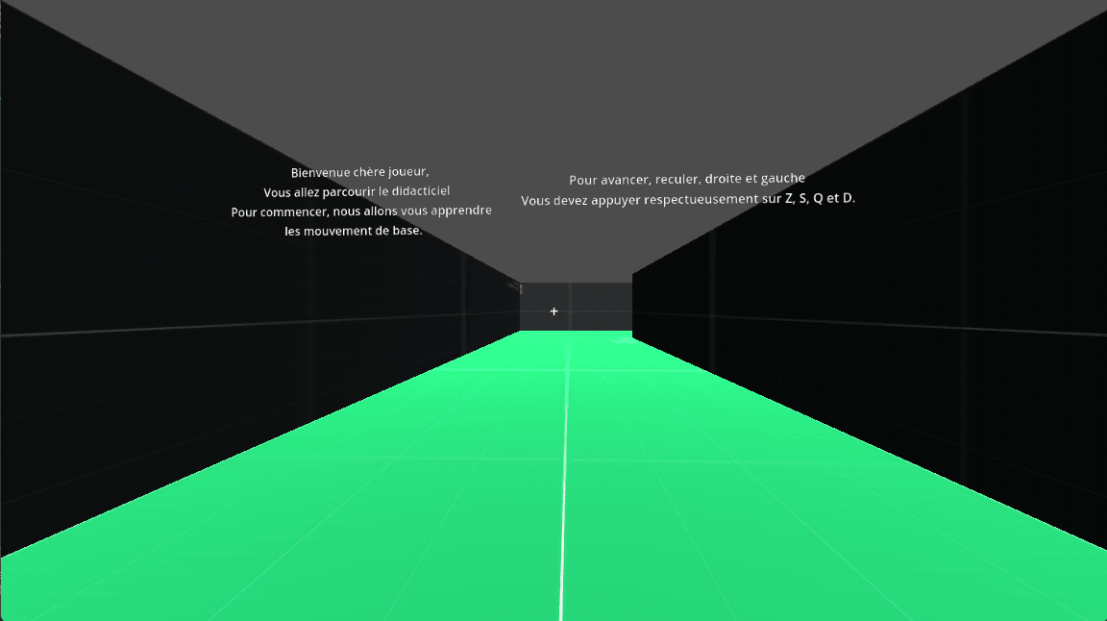 Bienvenue chère joueur,
Vous allez parcourir le didacticiel
Pour commencer, nous allons vous apprendre
les mouvement de base.
Pour avancer, reculer, droite et gauche
Vous devez appuyer respectueusement sur Z, S, Q et D.